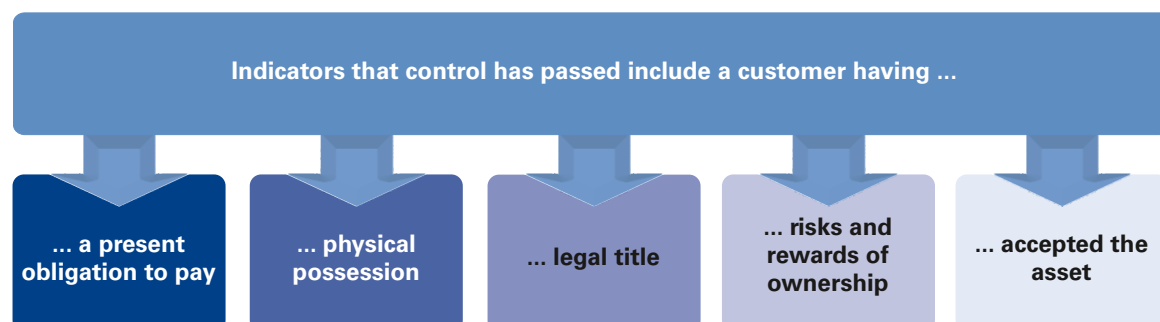 Indicators that control has passed include a customer having ...
... a present
obligation to pay
... physical
possession
... legal title
... risks and
rewards of
ownership
... accepted the
asset